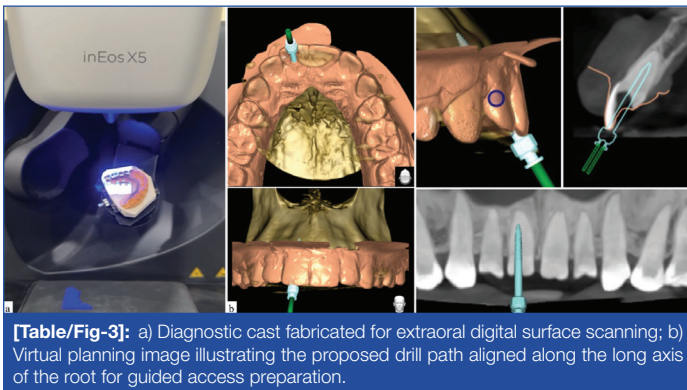 inEos X5
a
b
[Table/Fig-3]: a) Diagnostic cast fabricated for extraoral digital surface scanning; b)
Virtual planning image illustrating the proposed drill path aligned along the long axis
of the root for guided access preparation.